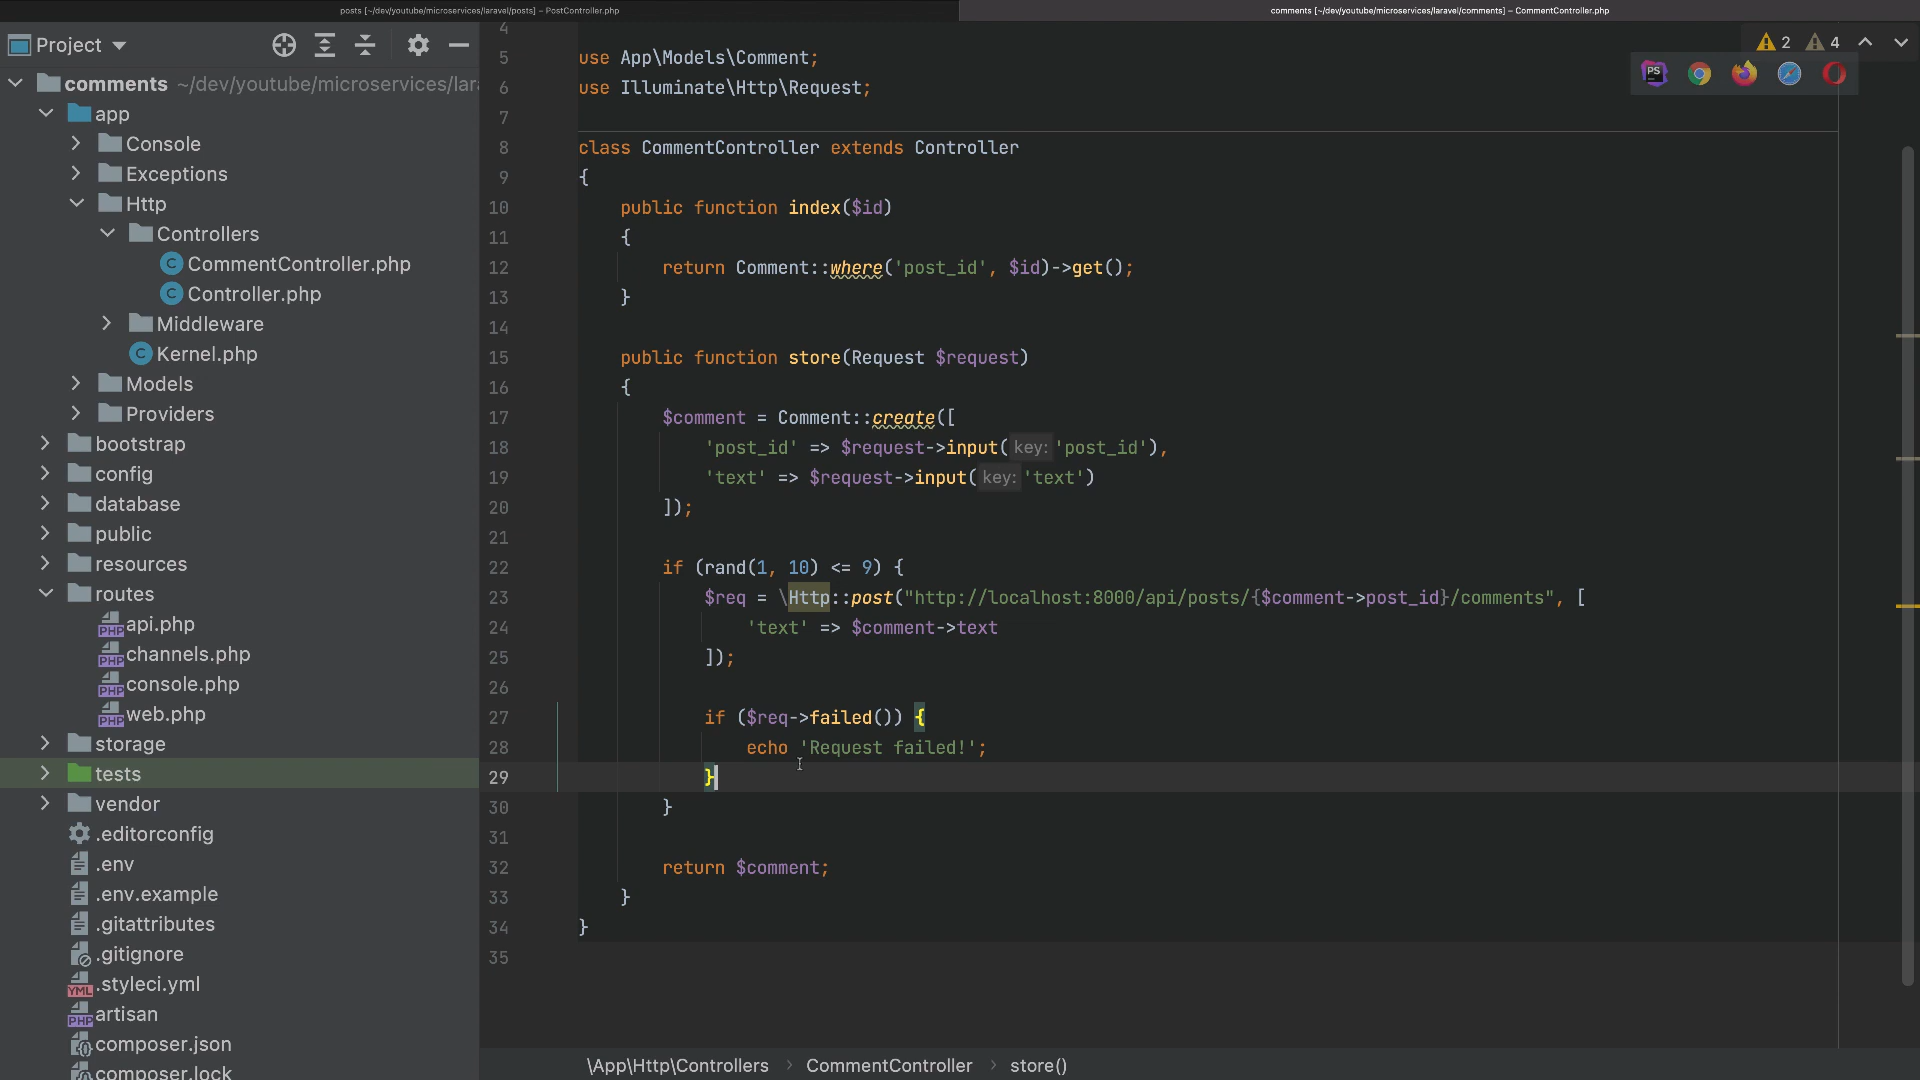 posts [~/dev/youtube/microservices/laravel/posts] – PostController.php
comments [~/dev/youtube/microservices/laravel/comments] – CommentController.php
Project
comments ~/dev/youtube/microservices/lar
app
Console
Exceptions
Http
Controllers
CommentController.php
Controller.php
Middleware
Kernel.php
Models
Providers
bootstrap
config
database
public
resources
routes
api.php
channels.php
console.php
web.php
storage
tests
vendor
.editorconfig
.env
.env.example
.gitattributes
.gitignore
.styleci.yml
artisan
composer.json
composer.lock
2 4
4
5 use App\Models\Comment;
6 use Illuminate\Http\Request;
7
8 class CommentController extends Controller
9 {
10 public function index($id)
11 {
12 return Comment::where('post_id', $id)->get();
13 }
14
15 public function store(Request $request)
16 {
17 $comment = Comment::create([
18 'post_id' => $request->input( key: 'post_id'),
19 'text' => $request->input( key: 'text')
20 ]);
21
22 if (rand(1, 10) <= 9) {
23 $req = \Http::post("http://localhost:8000/api/posts/{$comment->post_id}/comments", [
24 'text' => $comment->text
25 ]);
26
27 if ($req->failed()) {
28 echo 'Request failed!';
29 }
30 }
31
32 return $comment;
33 }
34 }
35
\App\Http\Controllers › CommentController › store()